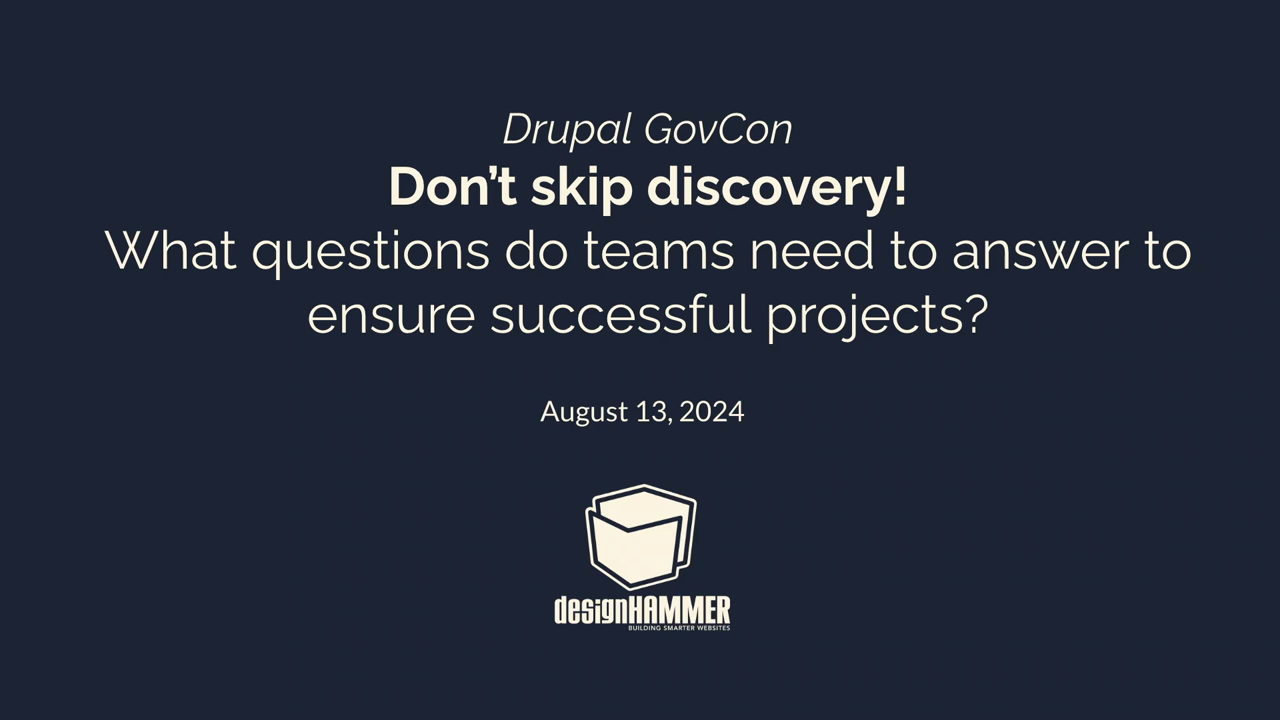 Drupal GovCon
Don’t skip discovery!
What questions do teams need to answer to
ensure successful projects?
August 13, 2024
designHAMMER
BUILDING SMARTER WEBSITES